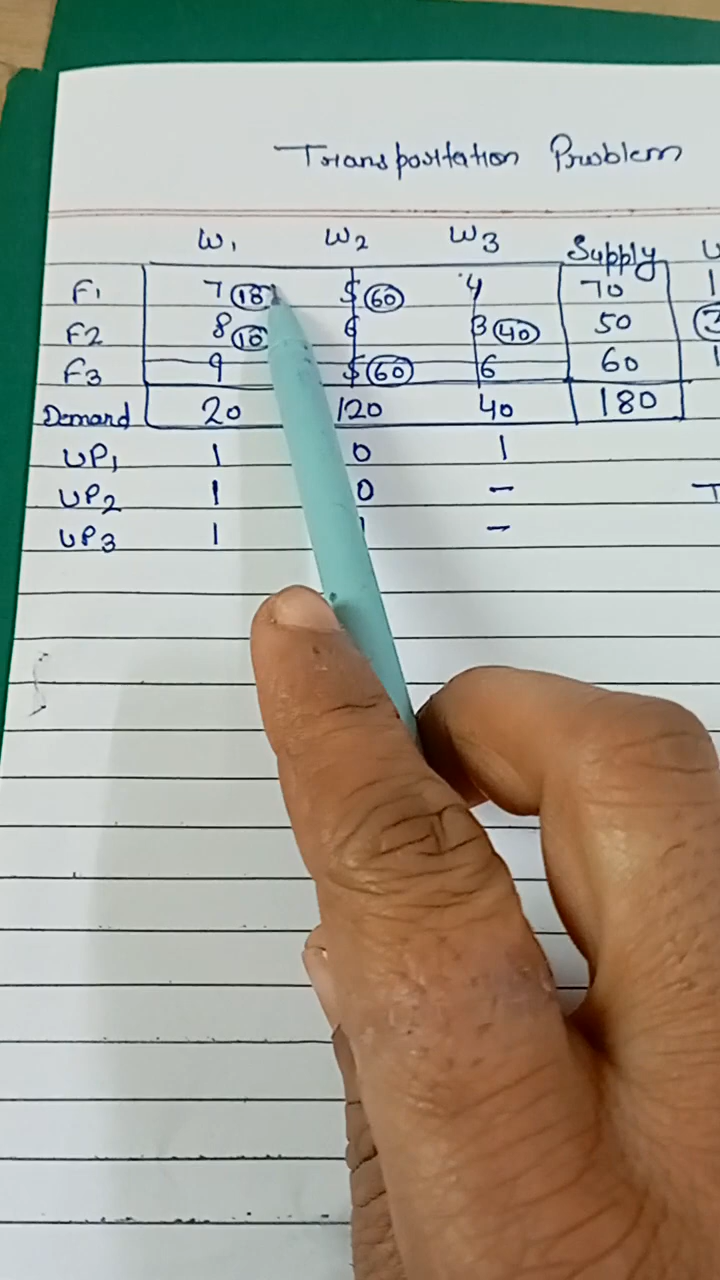 Transportation Problem
W1 W2 W3 Supply
F1 7 5 60 4 70
F2 8 6 3 40 50
F3 9 5 60 6 60
Demand 20 120 40 180
UP1 1 0 1
UP2 1 0 -
UP3 1 -